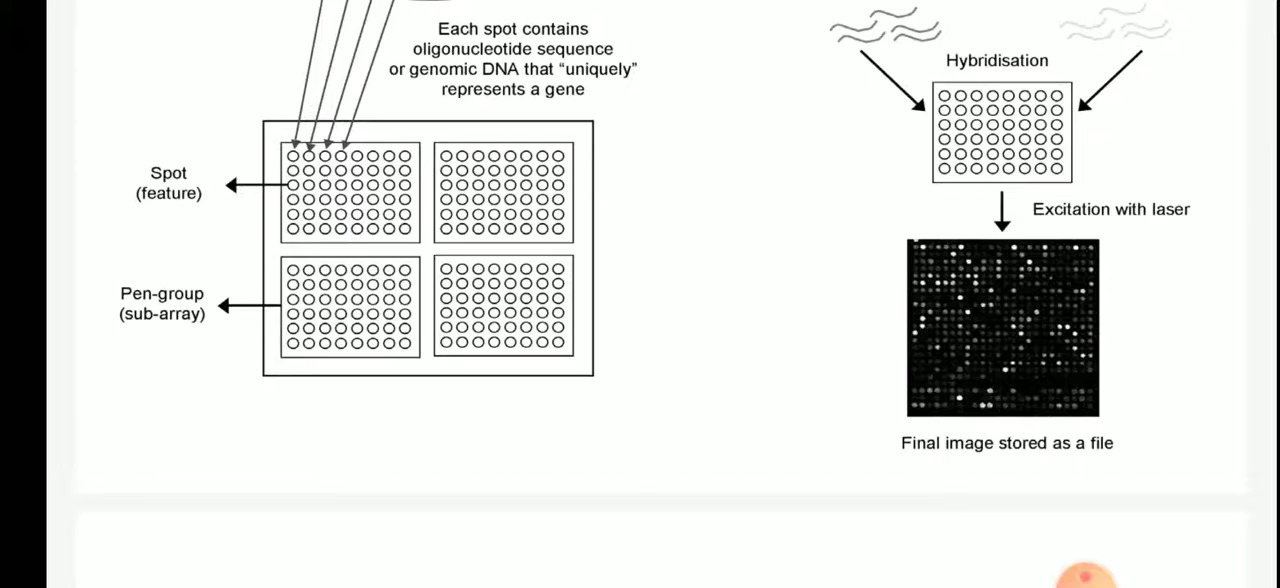 Each spot contains
oligonucleotide sequence
or genomic DNA that “uniquely”
represents a gene
Spot
(feature)
Pen-group
(sub-array)
Hybridisation
Excitation with laser
Final image stored as a file